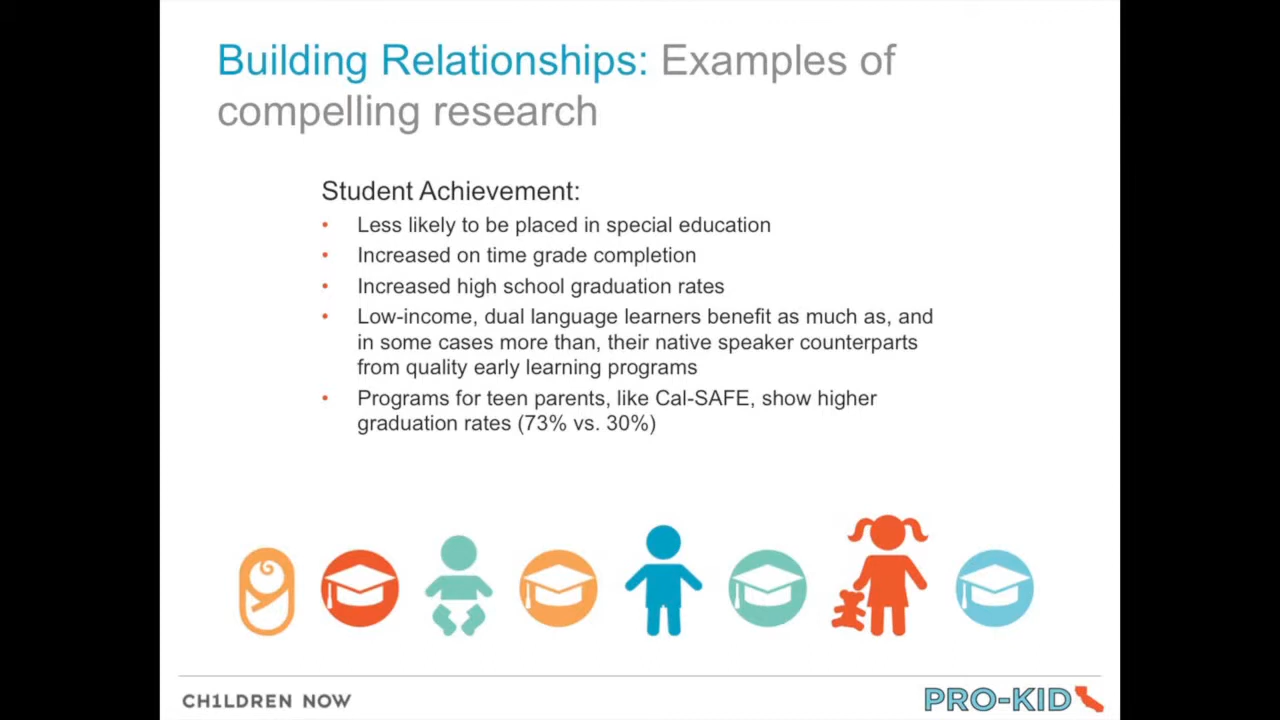 Building Relationships: Examples of
compelling research
Student Achievement:
• Less likely to be placed in special education
• Increased on time grade completion
• Increased high school graduation rates
• Low-income, dual language learners benefit as much as, and
in some cases more than, their native speaker counterparts
from quality early learning programs
• Programs for teen parents, like Cal-SAFE, show higher
graduation rates (73% vs. 30%)
CH1LDREN NOW
PRO-KID